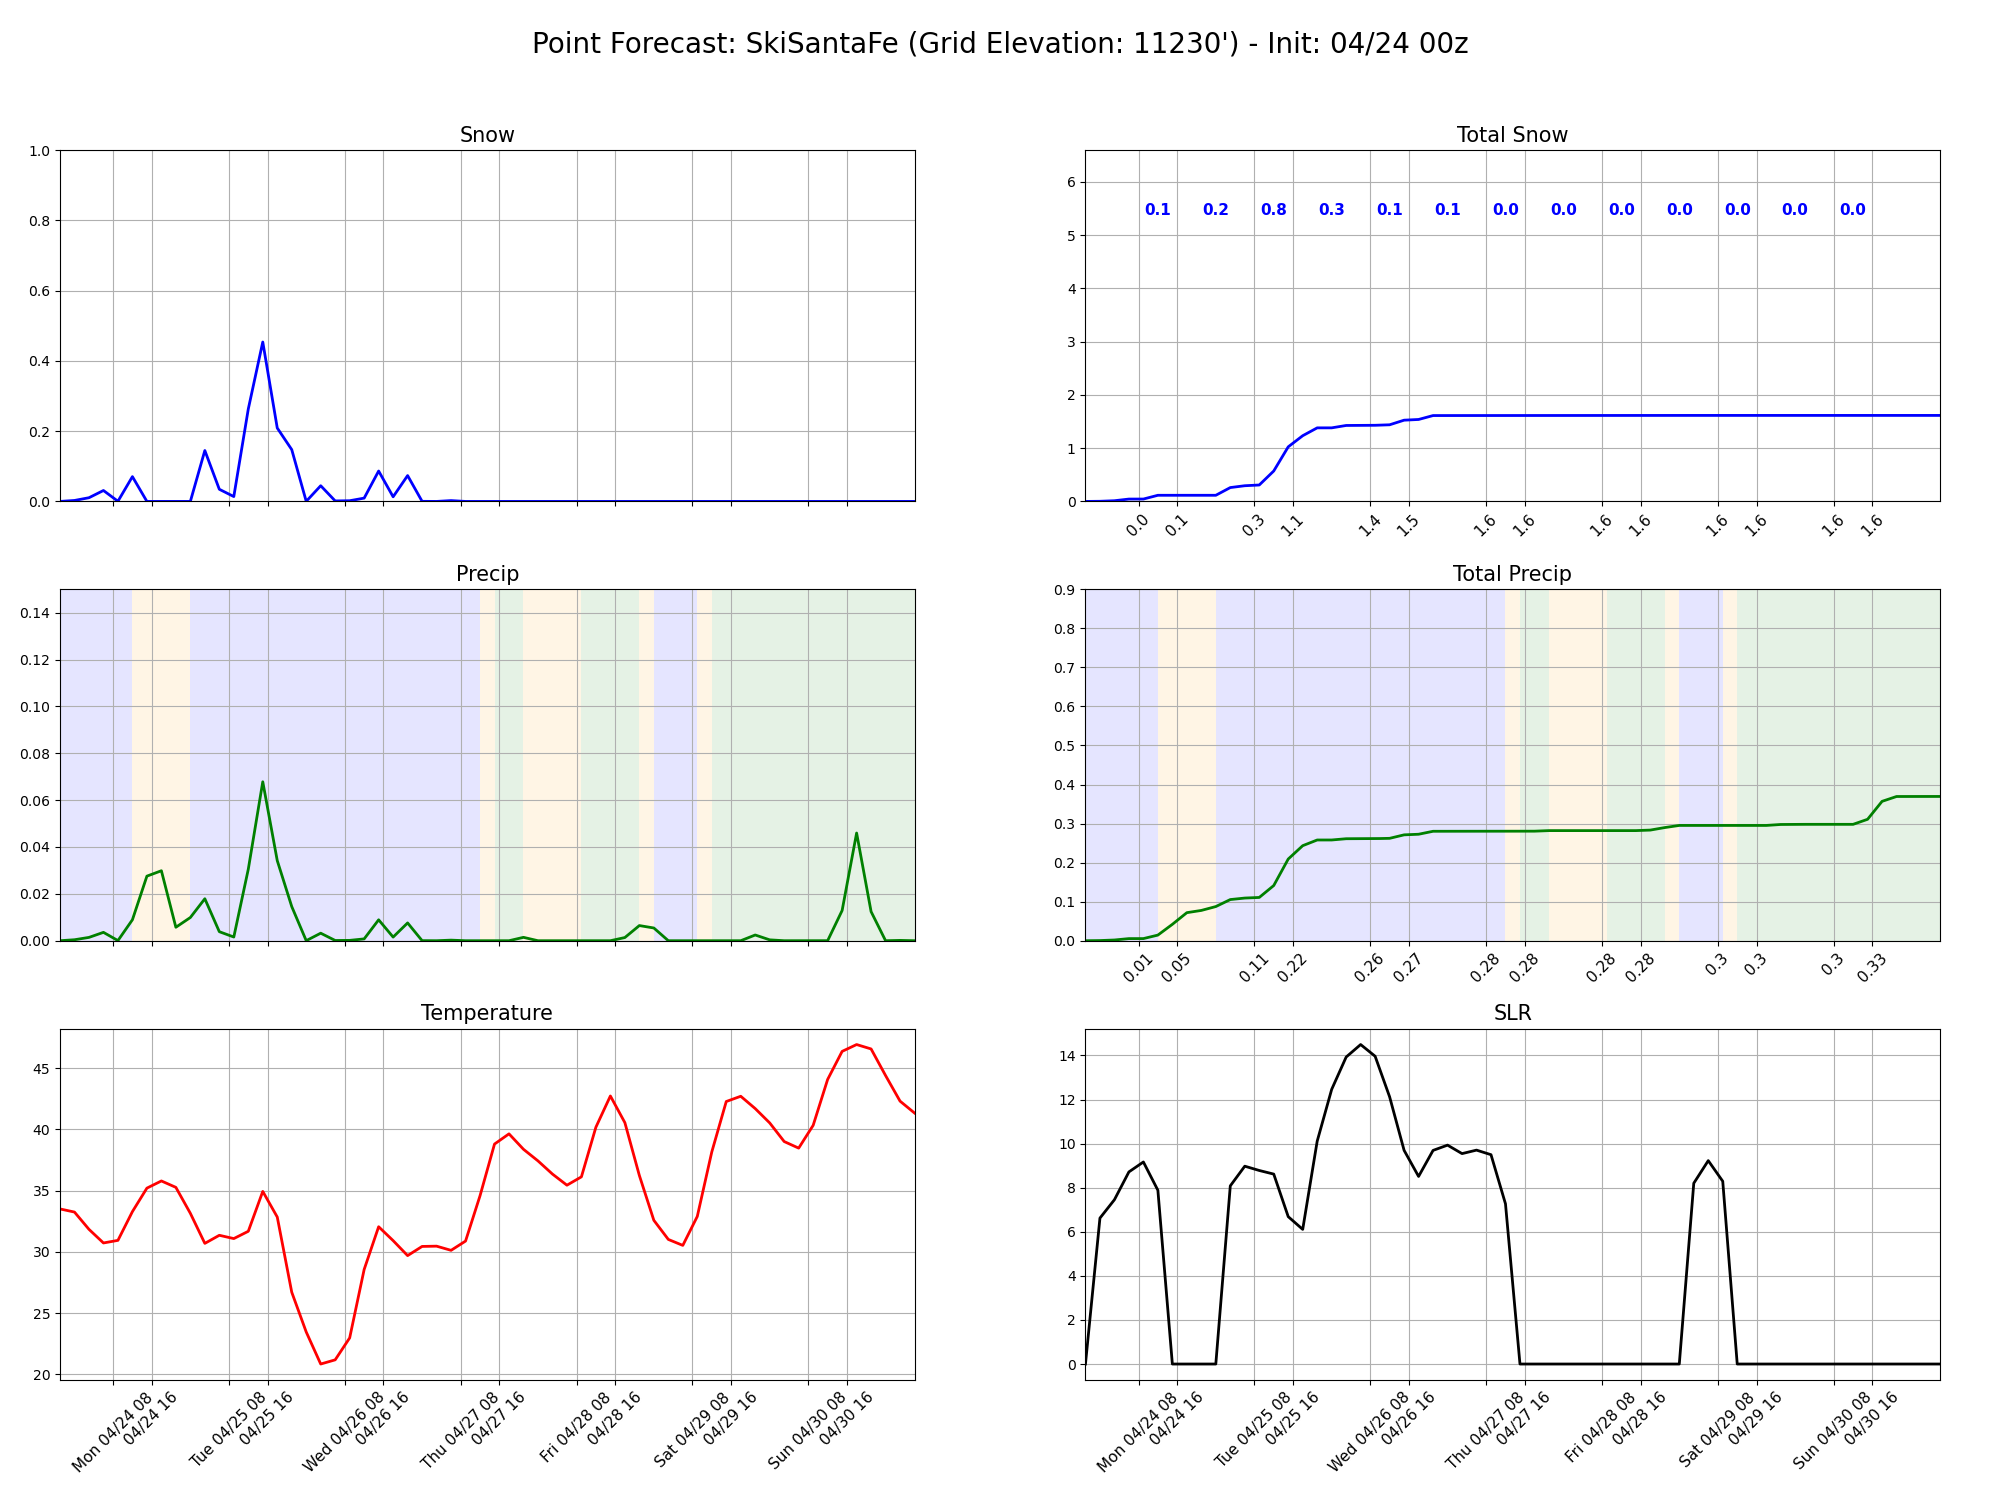 Point Forecast: SkiSantaFe (Grid Elevation: 11230') - Init: 04/24 00z
Snow
1.0
0.8
0.6
0.4
0.2
0.0
Total Snow
6
5
4
3
2
1
0
0.1 0.2 0.8 0.3 0.1 0.1 0.0 0.0 0.0 0.0 0.0 0.0 0.0
0.0 0.1 0.3 1.1 1.4 1.5 1.6 1.6 1.6 1.6 1.6 1.6 1.6 1.6
Precip
0.14
0.12
0.10
0.08
0.06
0.04
0.02
0.00
Total Precip
0.9
0.8
0.7
0.6
0.5
0.4
0.3
0.2
0.1
0.0
0.01 0.05 0.11 0.22 0.26 0.27 0.28 0.28 0.28 0.28 0.3 0.3 0.3 0.33
Temperature
45
40
35
30
25
20
Mon 04/24 08
04/24 16
Tue 04/25 08
04/25 16
Wed 04/26 08
04/26 16
Thu 04/27 08
04/27 16
Fri 04/28 08
04/28 16
Sat 04/29 08
04/29 16
Sun 04/30 08
04/30 16
SLR
14
12
10
8
6
4
2
0
Mon 04/24 08
04/24 16
Tue 04/25 08
04/25 16
Wed 04/26 08
04/26 16
Thu 04/27 08
04/27 16
Fri 04/28 08
04/28 16
Sat 04/29 08
04/29 16
Sun 04/30 08
04/30 16